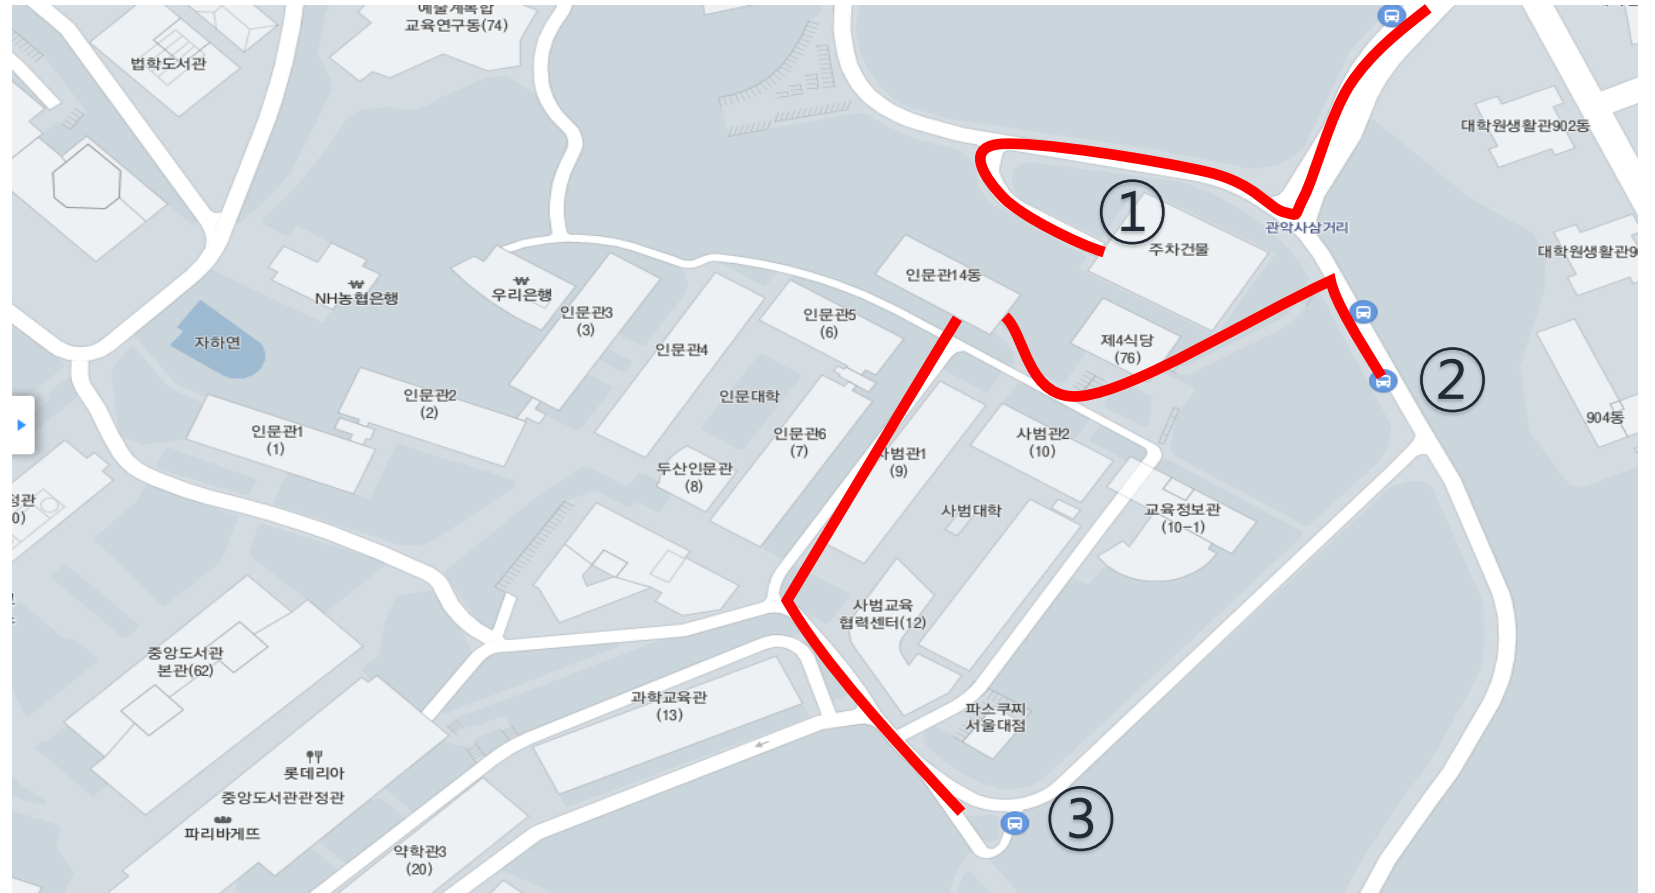 예술계복합
교육연구동(74)
법학도서관
대학원생활관902동
①
관악사삼거리
주차건물
대학원생활관9
인문관14동
NH농협은행
우리은행
인문관3
(3)
인문관5
(6)
자하연
인문관4
제4식당
(76)
②
인문관2
(2)
인문대학
904동
인문관1
(1)
인문관6
(7)
사범관2
(10)
사범관1
(9)
두산인문관
(8)
정관
0)
사범대학
교육정보관
(10-1)
사범교육
협력센터(12)
중앙도서관
본관(62)
과학교육관
(13)
파스쿠찌
서울대점
롯데리아
중앙도서관관정관
③
파리바게뜨
약학관3
(20)